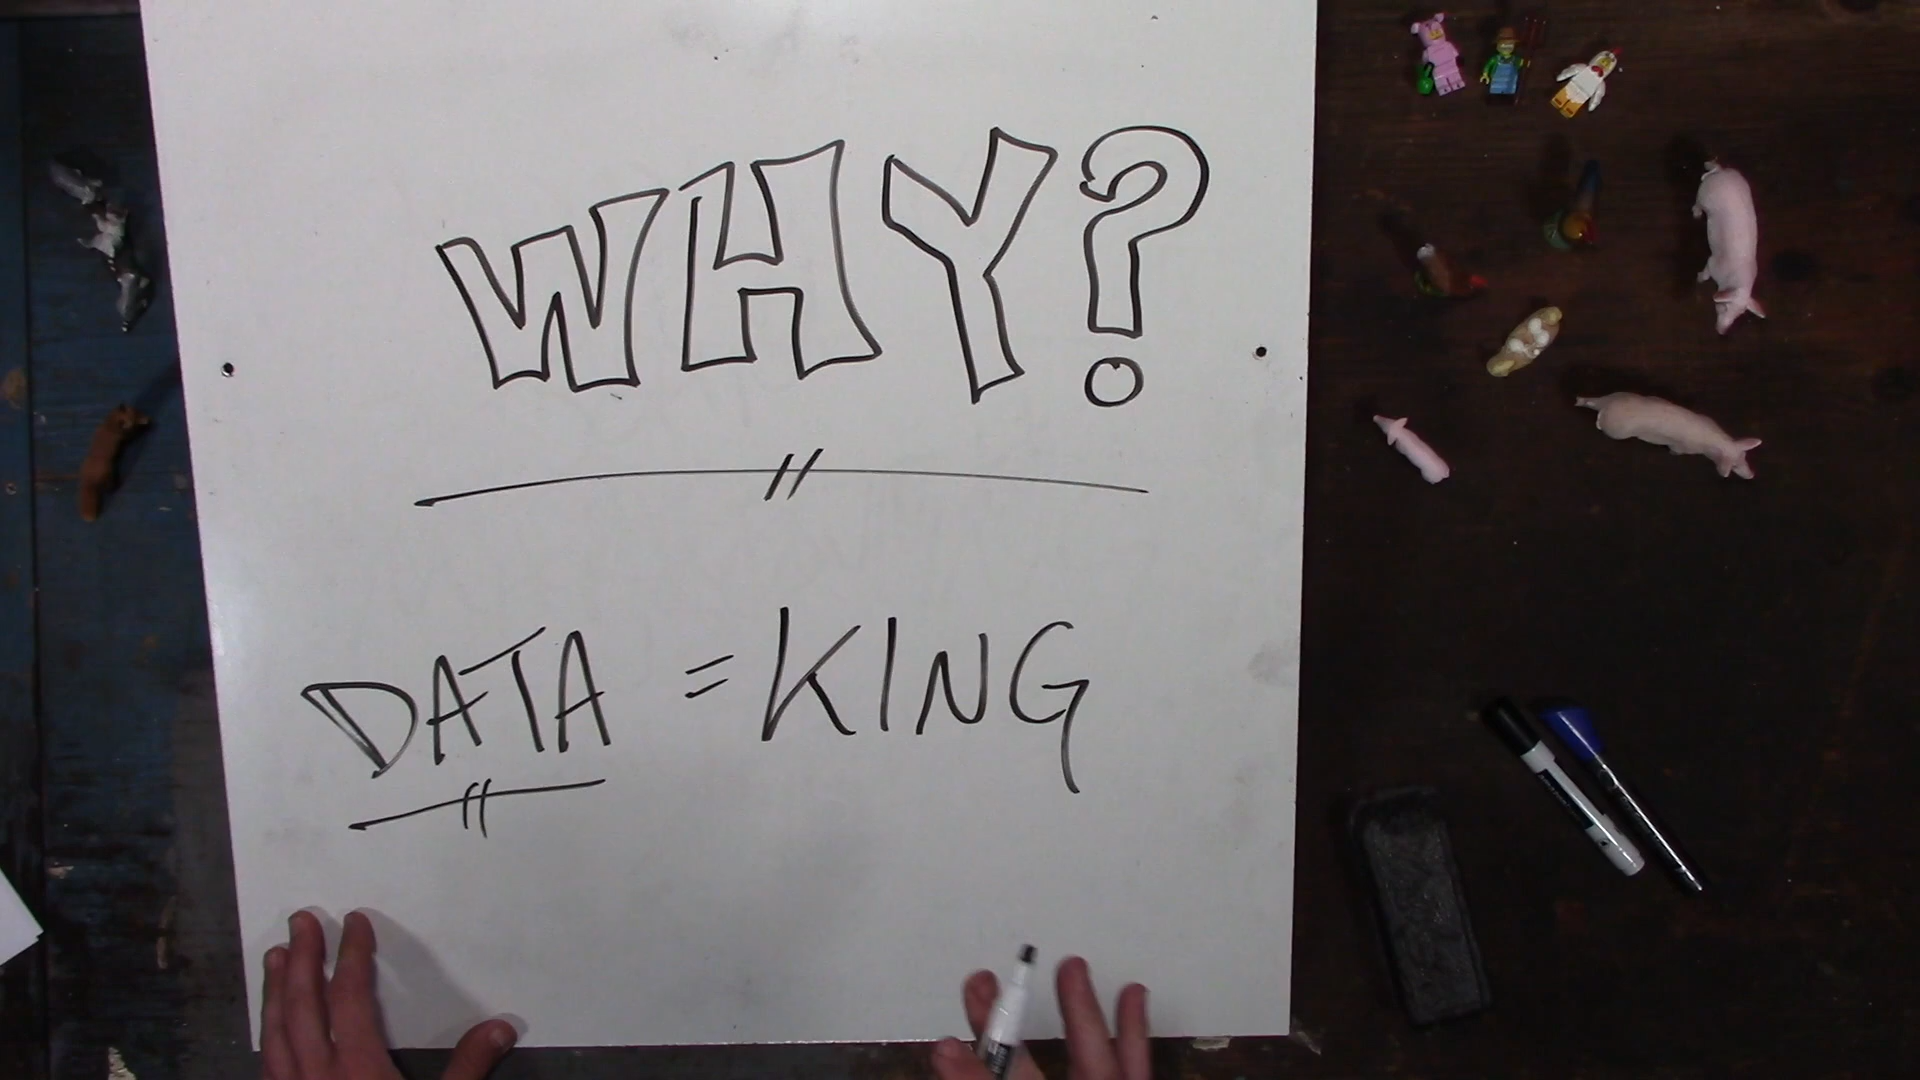 WHY?
DATA = KING